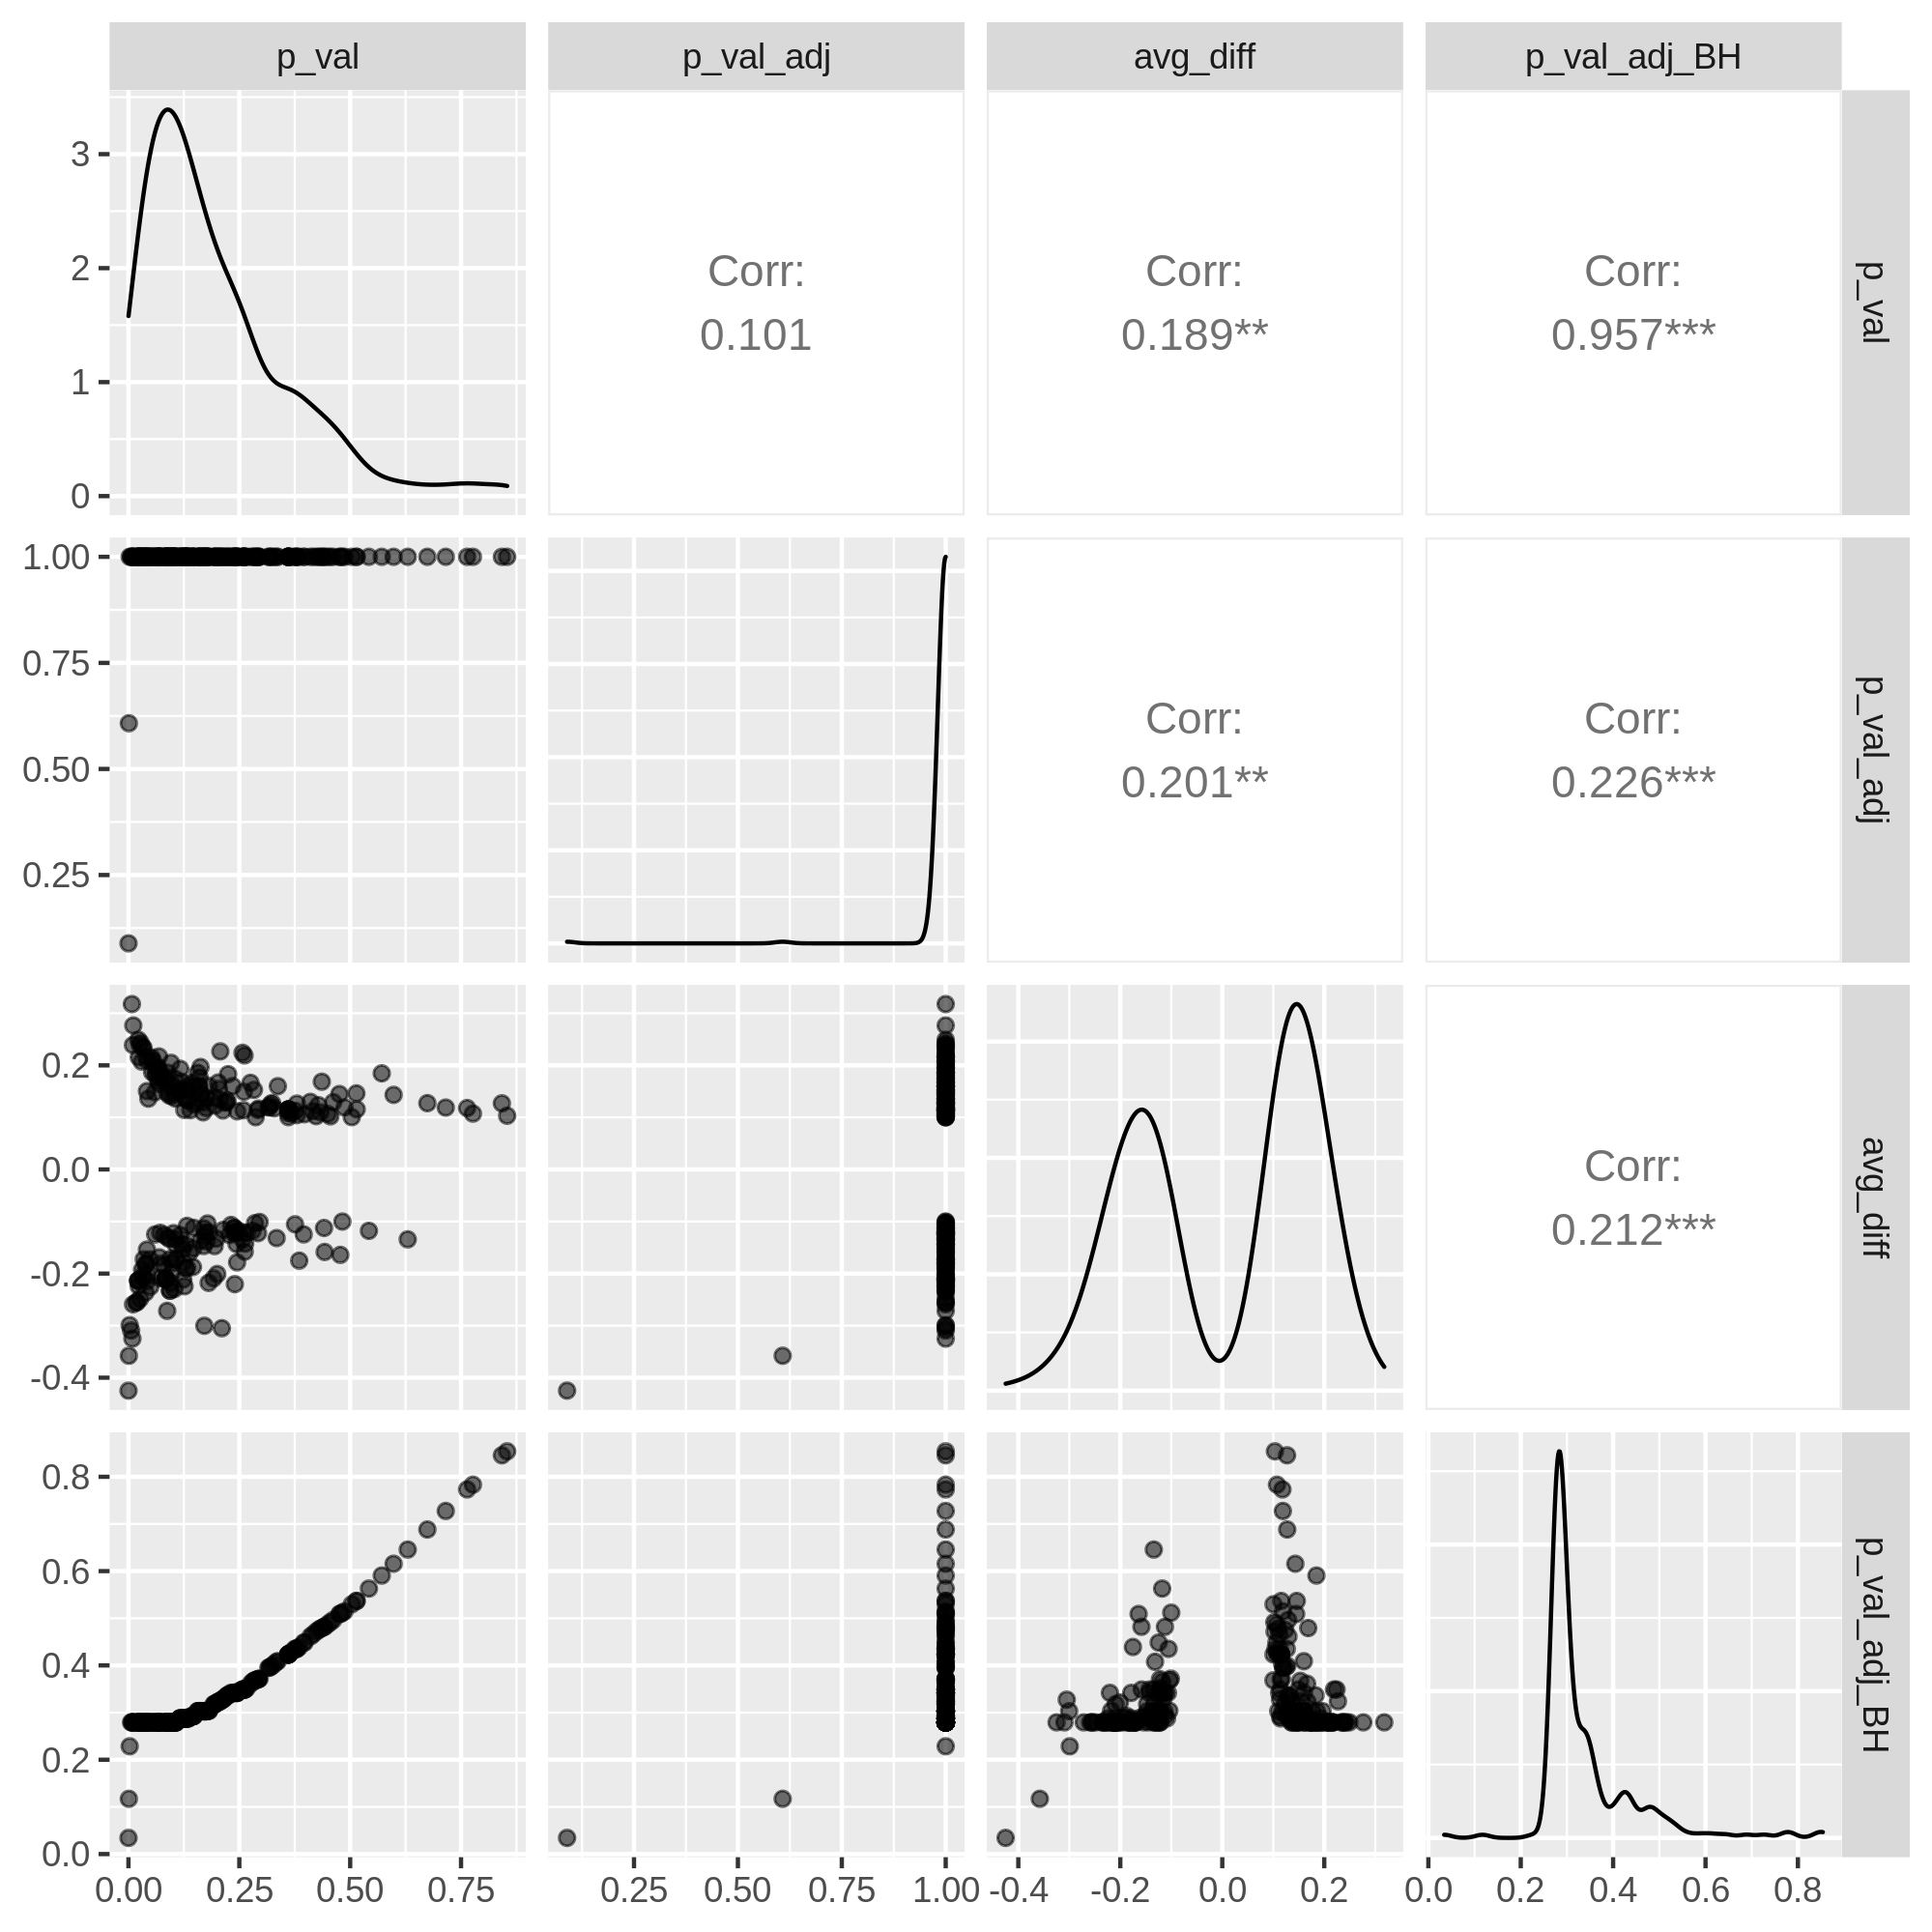 p_val p_val_adj avg_diff p_val_adj_BH
3
2
1
0
Corr:
0.101
Corr:
0.189**
Corr:
0.957***
p_val
1.00
0.75
0.50
0.25
Corr:
0.201**
Corr:
0.226***
p_val_adj
0.2
0.0
-0.2
-0.4
Corr:
0.212***
avg_diff
0.8
0.6
0.4
0.2
0.0
p_val_adj_BH
0.00 0.25 0.50 0.75 0.25 0.50 0.75 1.00 -0.4 -0.2 0.0 0.2 0.0 0.2 0.4 0.6 0.8